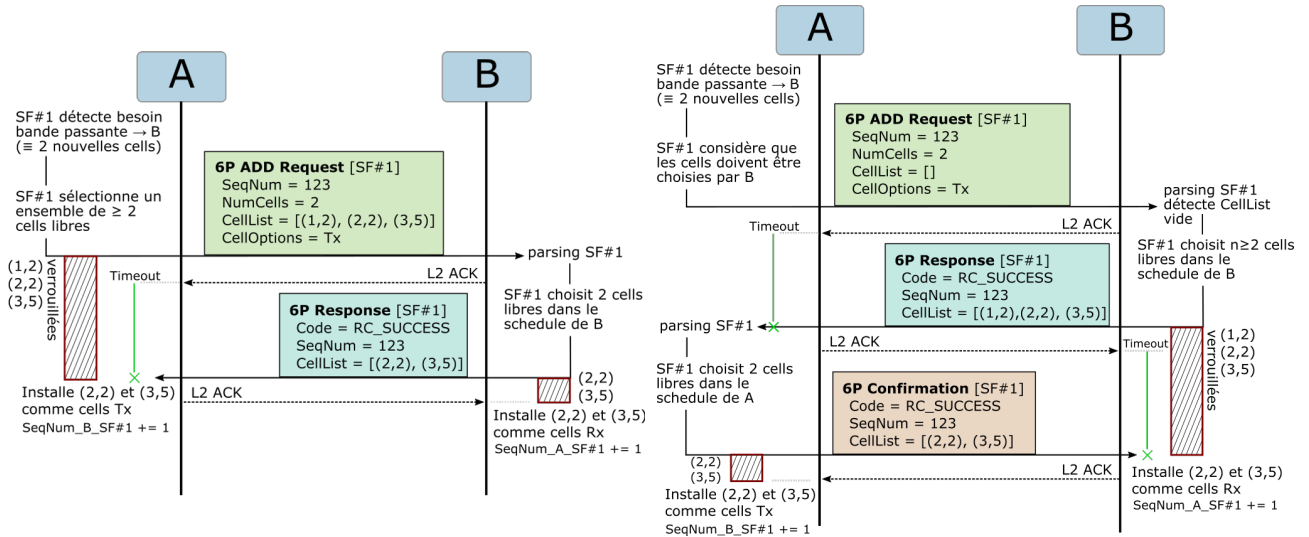 A
B
SF#1 détecte besoin
bande passante → B
(≡ 2 nouvelles cells)
SF#1 sélectionne un
ensemble de ≥ 2
cells libres
6P ADD Request [SF#1]
SeqNum = 123
NumCells = 2
CellList = [(1,2), (2,2), (3,5)]
CellOptions = Tx
parsing SF#1
(1,2)
(2,2)
(3,5)
verrouillées
Timeout
L2 ACK
SF#1 choisit 2 cells
libres dans le
schedule de B
6P Response [SF#1]
Code = RC_SUCCESS
SeqNum = 123
CellList = [(2,2), (3,5)]
(2,2)
(3,5)
L2 ACK
Installe (2,2) et (3,5)
comme cells Tx
SeqNum_B_SF#1 += 1
Installe (2,2) et (3,5)
comme cells Rx
SeqNum_A_SF#1 += 1
A
B
SF#1 détecte besoin
bande passante → B
(≡ 2 nouvelles cells)
SF#1 considère que
les cells doivent être
choisies par B
6P ADD Request [SF#1]
SeqNum = 123
NumCells = 2
CellList = []
CellOptions = Tx
parsing SF#1
détecte CellList
vide
Timeout
L2 ACK
SF#1 choisit n≥2 cells
libres dans le
schedule de B
6P Response [SF#1]
Code = RC_SUCCESS
SeqNum = 123
CellList = [(1,2),(2,2), (3,5)]
parsing SF#1
L2 ACK
Timeout
(1,2)
(2,2)
(3,5)
verrouillées
SF#1 choisit 2 cells
libres dans le
schedule de A
6P Confirmation [SF#1]
Code = RC_SUCCESS
SeqNum = 123
CellList = [(2,2), (3,5)]
(2,2)
(3,5)
L2 ACK
Installe (2,2) et (3,5)
comme cells Tx
SeqNum_B_SF#1 += 1
Installe (2,2) et (3,5)
comme cells Rx
SeqNum_A_SF#1 += 1